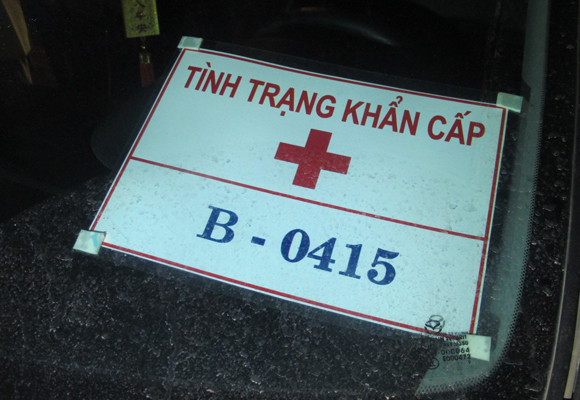 TÌNH TRẠNG KHẨN CẤP
B - 0415